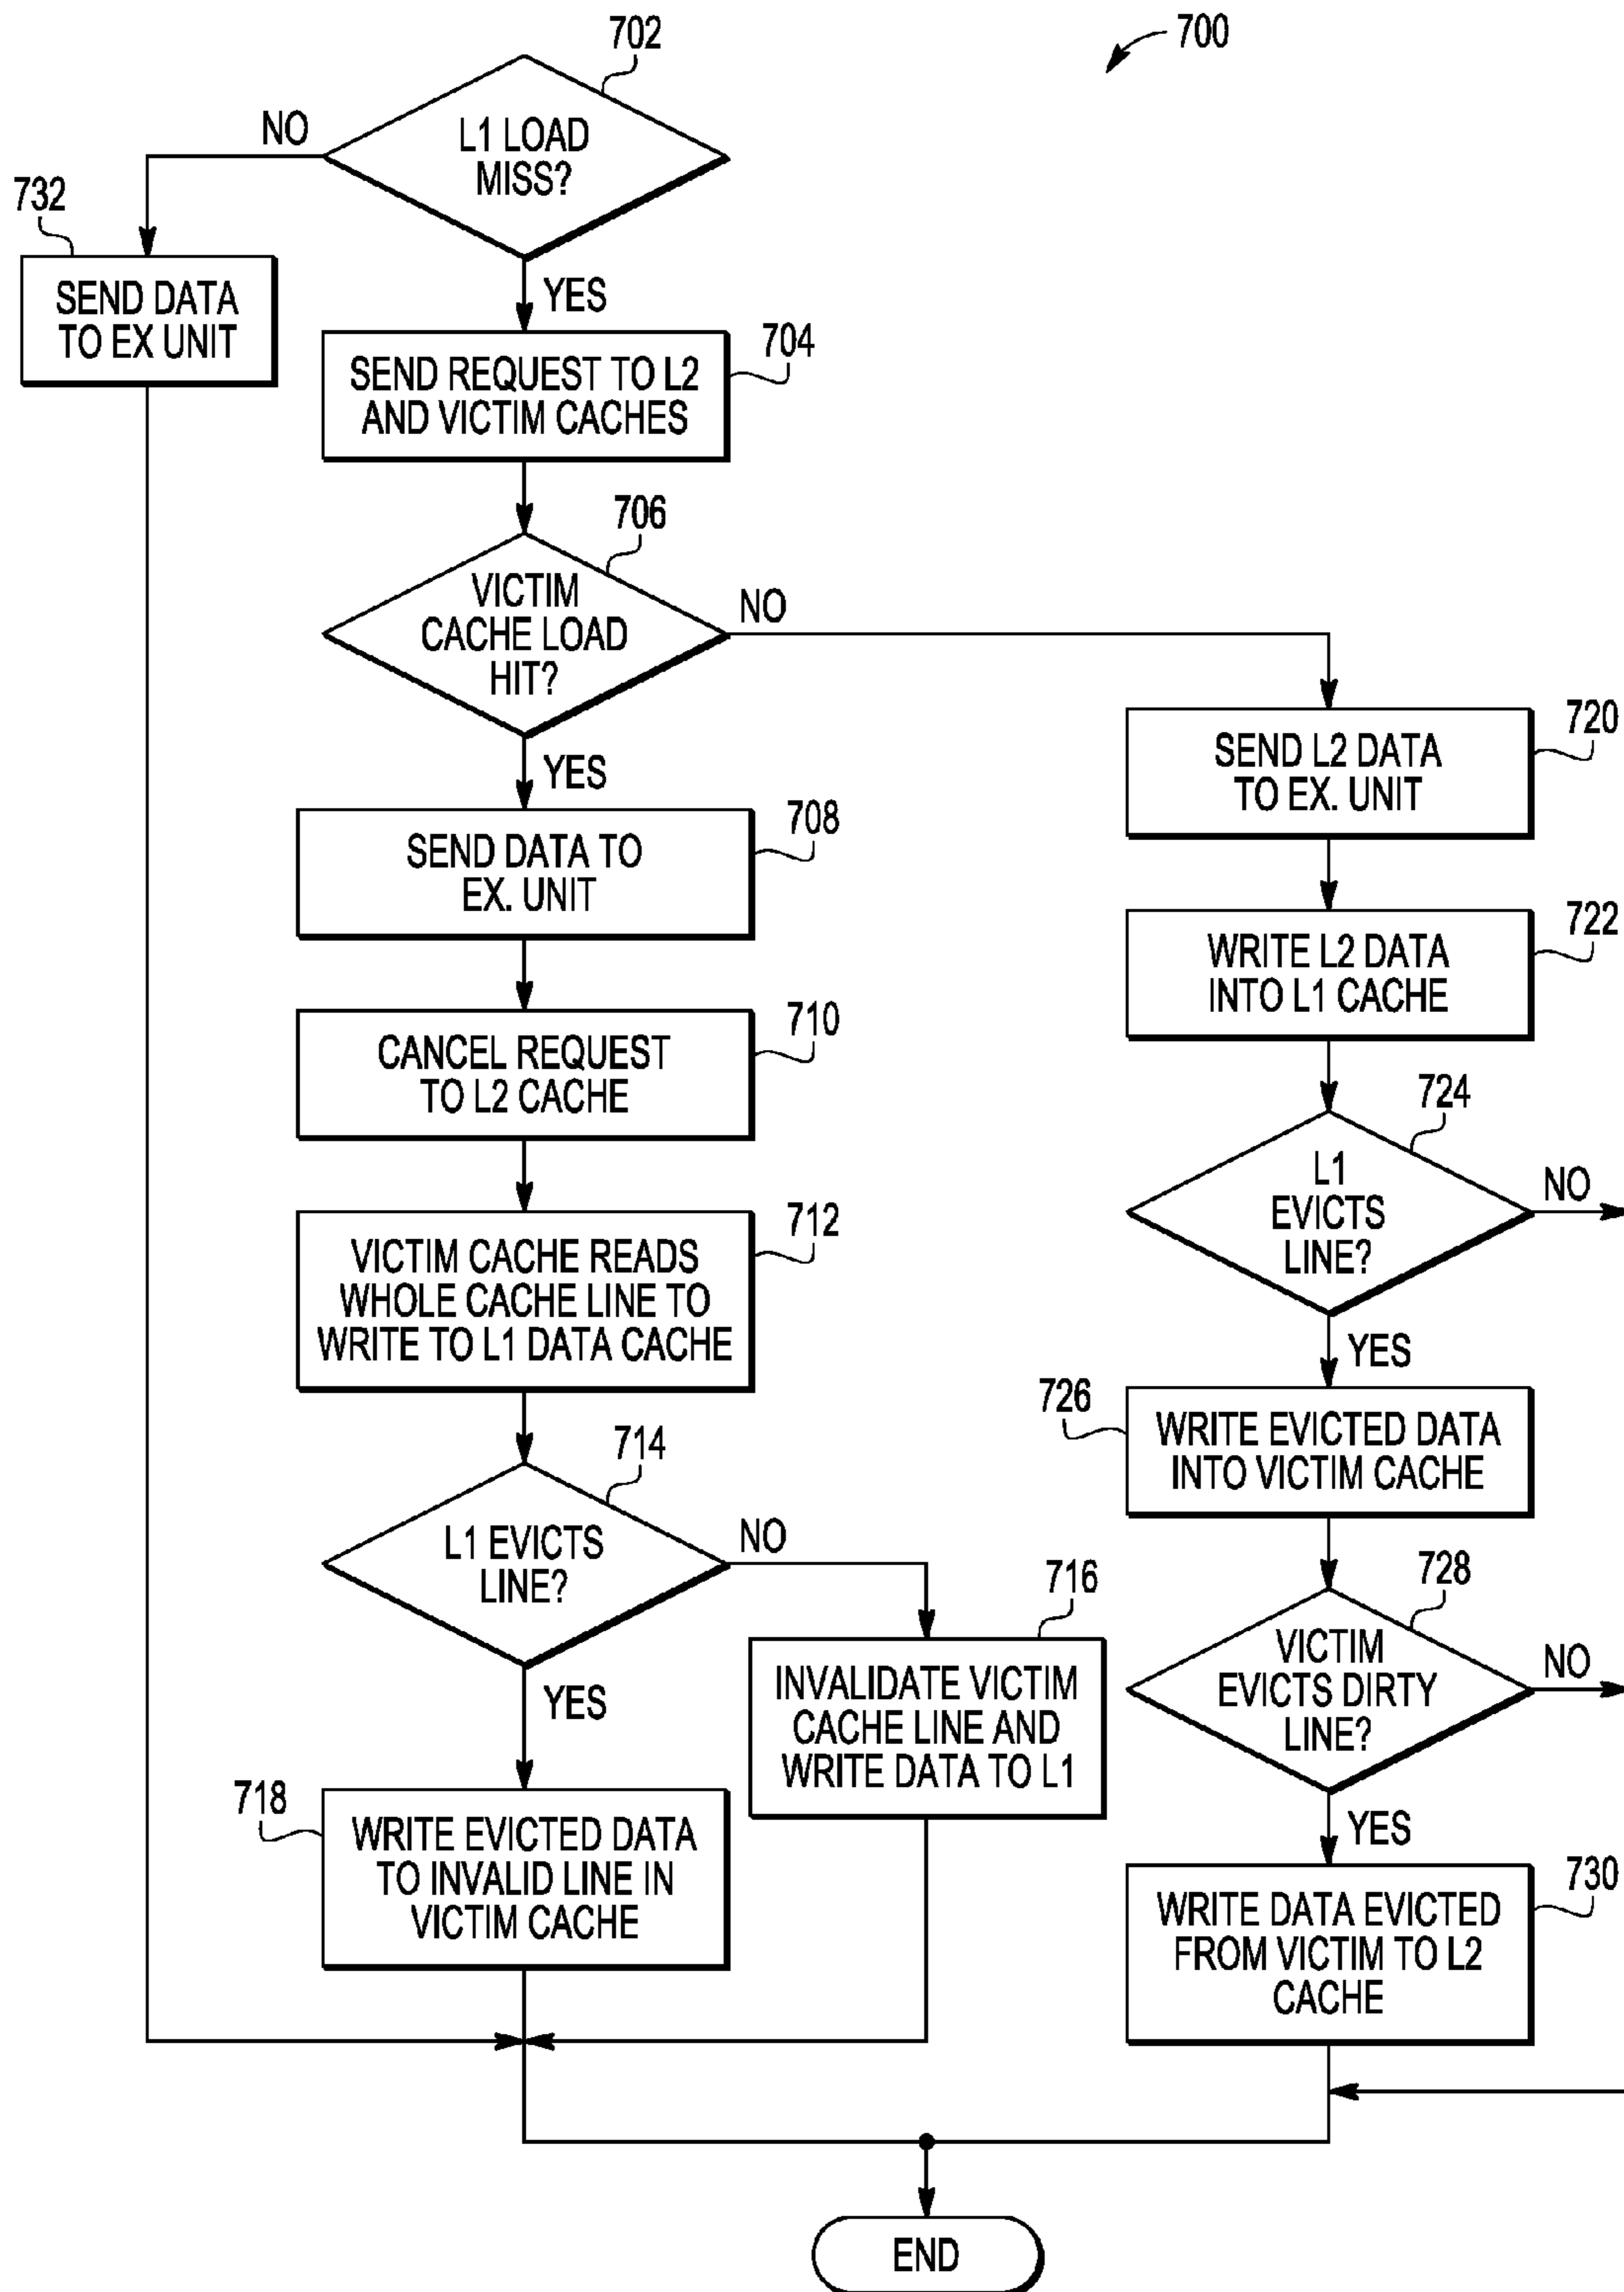 700
702
L1 LOAD
MISS?
NO
YES
732
SEND DATA
TO EX UNIT
704
SEND REQUEST TO L2
AND VICTIM CACHES
706
VICTIM
CACHE LOAD
HIT?
NO
YES
708
SEND DATA TO
EX. UNIT
710
CANCEL REQUEST
TO L2 CACHE
712
VICTIM CACHE READS
WHOLE CACHE LINE TO
WRITE TO L1 DATA CACHE
714
L1 EVICTS
LINE?
NO
YES
716
INVALIDATE VICTIM
CACHE LINE AND
WRITE DATA TO L1
718
WRITE EVICTED DATA
TO INVALID LINE IN
VICTIM CACHE
720
SEND L2 DATA
TO EX. UNIT
722
WRITE L2 DATA
INTO L1 CACHE
724
L1
EVICTS
LINE?
NO
YES
726
WRITE EVICTED DATA
INTO VICTIM CACHE
728
VICTIM
EVICTS DIRTY
LINE?
NO
YES
730
WRITE DATA EVICTED
FROM VICTIM TO L2
CACHE
END